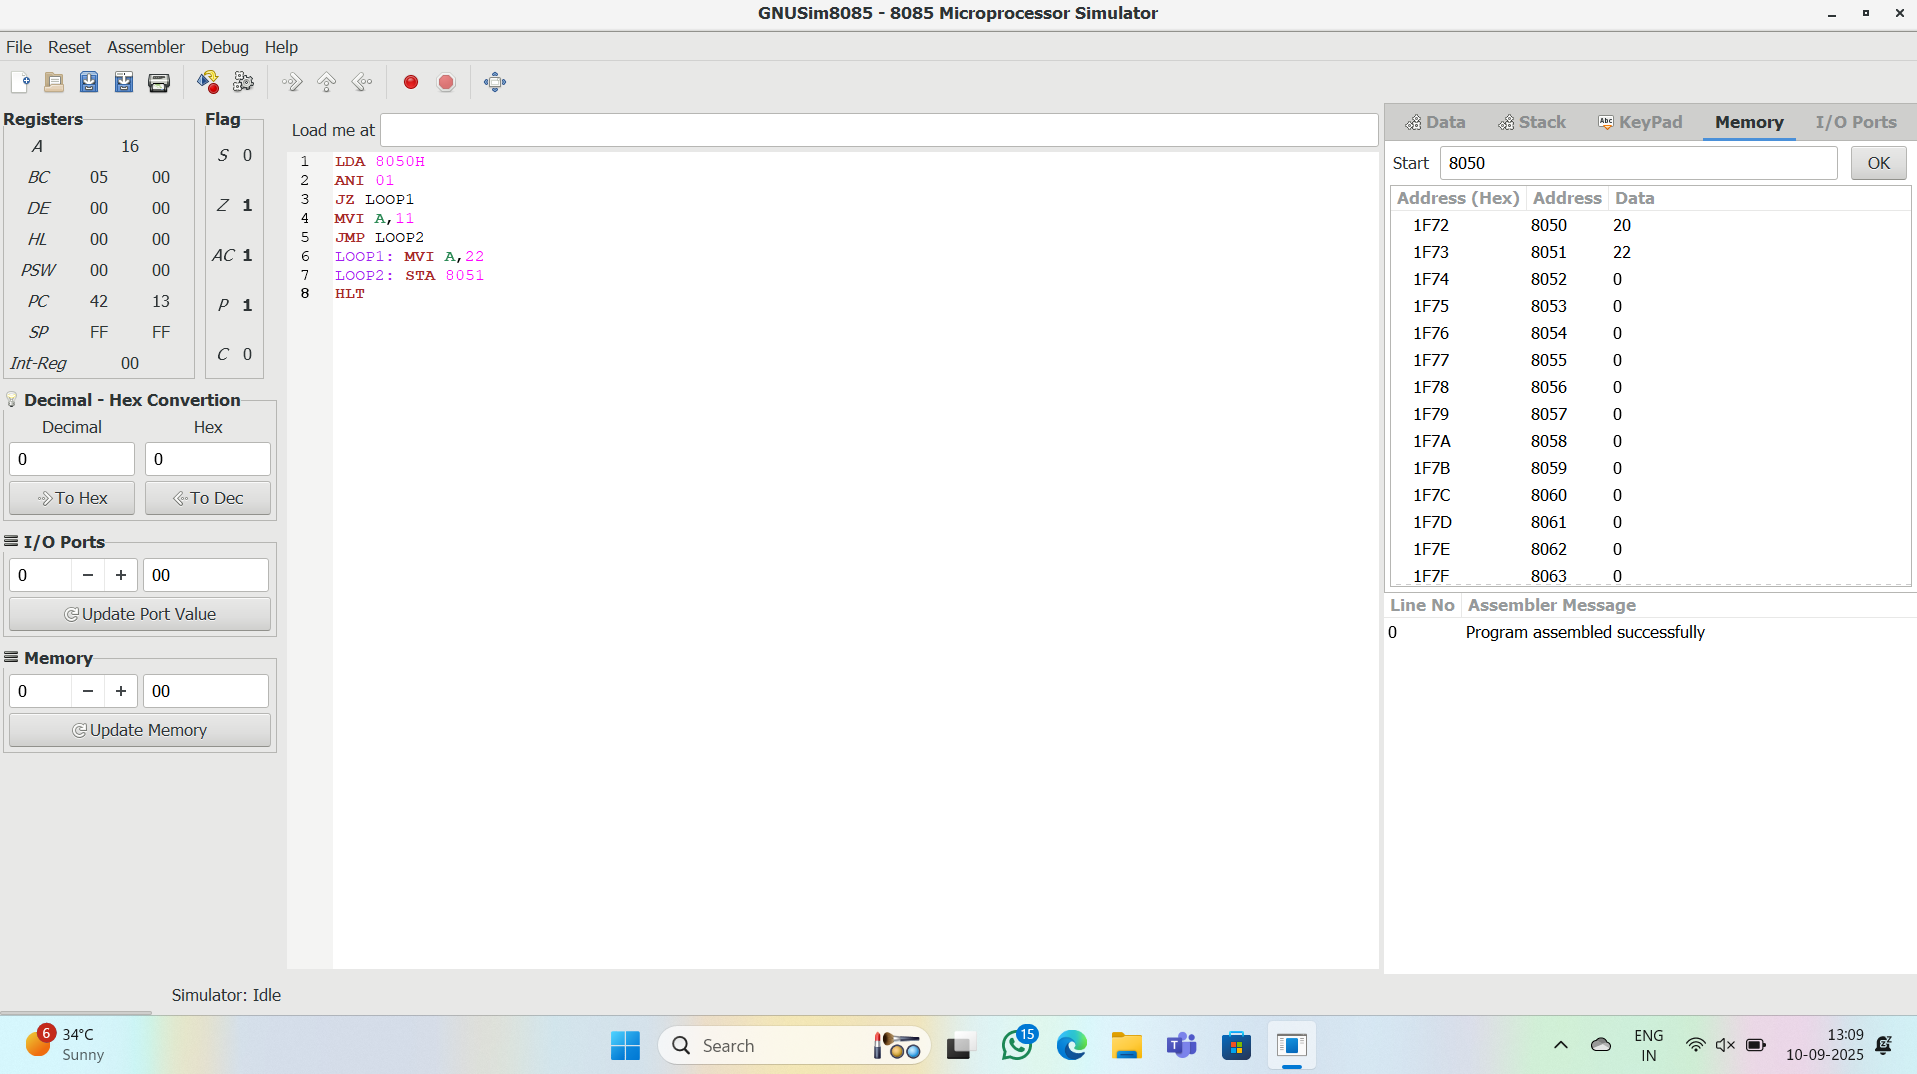 GNUSim8085 - 8085 Microprocessor Simulator
File Reset Assembler Debug Help
Registers
A 16
BC 05 00
DE 00 00
HL 00 00
PSW 00 00
PC 42 13
SP FF FF
Int-Reg 00
Flag
S 0
Z 1
AC 1
P 1
C 0
Decimal - Hex Convertion
Decimal Hex
0 0
To Hex To Dec
I/O Ports
0 − + 00
Update Port Value
Memory
0 − + 00
Update Memory
Load me at
1 LDA 8050H
2 ANI 01
3 JZ LOOP1
4 MVI A,11
5 JMP LOOP2
6 LOOP1: MVI A,22
7 LOOP2: STA 8051
8 HLT
Data Stack Abc KeyPad Memory I/O Ports
Start 8050 OK
Address (Hex) Address Data
1F72 8050 20
1F73 8051 22
1F74 8052 0
1F75 8053 0
1F76 8054 0
1F77 8055 0
1F78 8056 0
1F79 8057 0
1F7A 8058 0
1F7B 8059 0
1F7C 8060 0
1F7D 8061 0
1F7E 8062 0
1F7F 8063 0
Line No Assembler Message
0 Program assembled successfully
Simulator: Idle
6 34°C
Sunny
Search
15
ENG
IN
13:09
10-09-2025